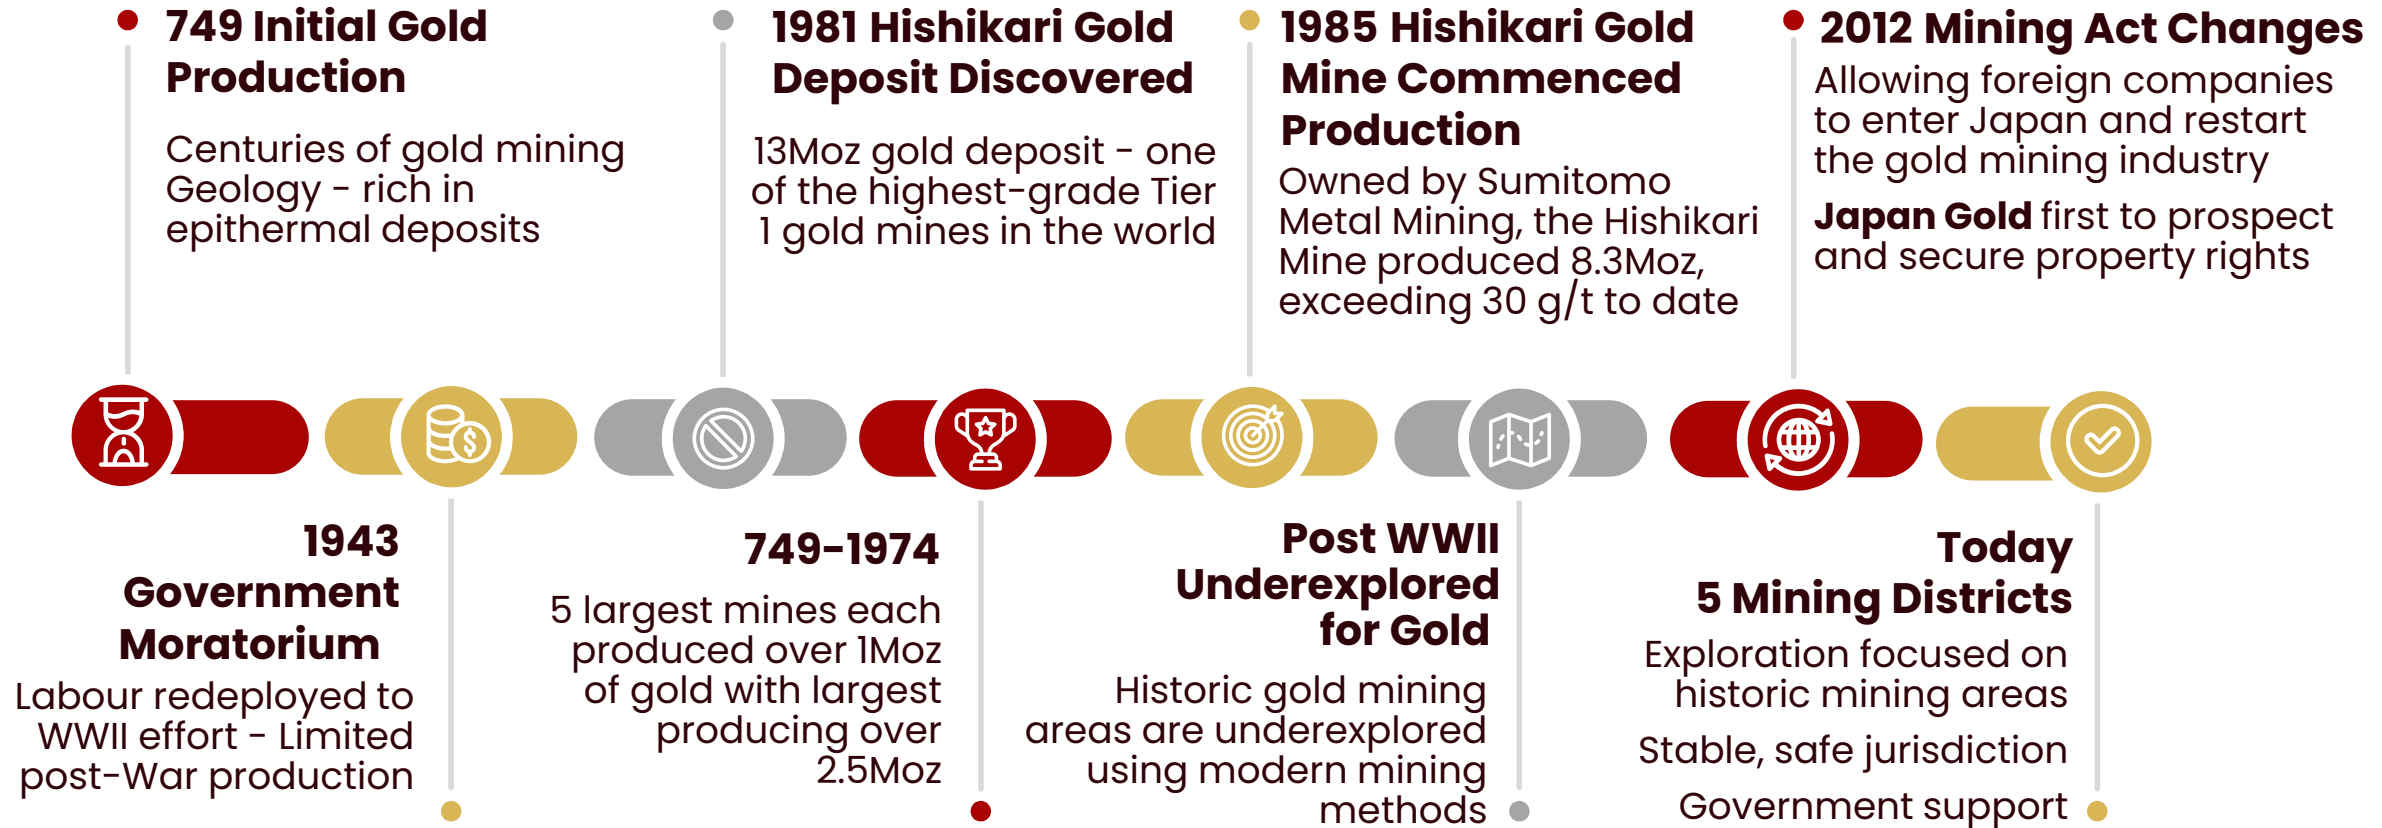 749 Initial Gold
Production
Centuries of gold mining
Geology - rich in
epithermal deposits
1943
Government
Moratorium
Labour redeployed to
WWII effort - Limited
post-War production
1981 Hishikari Gold
Deposit Discovered
13Moz gold deposit - one
of the highest-grade Tier
1 gold mines in the world
749-1974
5 largest mines each
produced over 1Moz
of gold with largest
producing over
2.5Moz
1985 Hishikari Gold
Mine Commenced
Production
Owned by Sumitomo
Metal Mining, the Hishikari
Mine produced 8.3Moz,
exceeding 30 g/t to date
Post WWII
Underexplored
for Gold
Historic gold mining
areas are underexplored
using modern mining
methods
2012 Mining Act Changes
Allowing foreign companies
to enter Japan and restart
the gold mining industry
Japan Gold first to prospect
and secure property rights
Today
5 Mining Districts
Exploration focused on
historic mining areas
Stable, safe jurisdiction
Government support